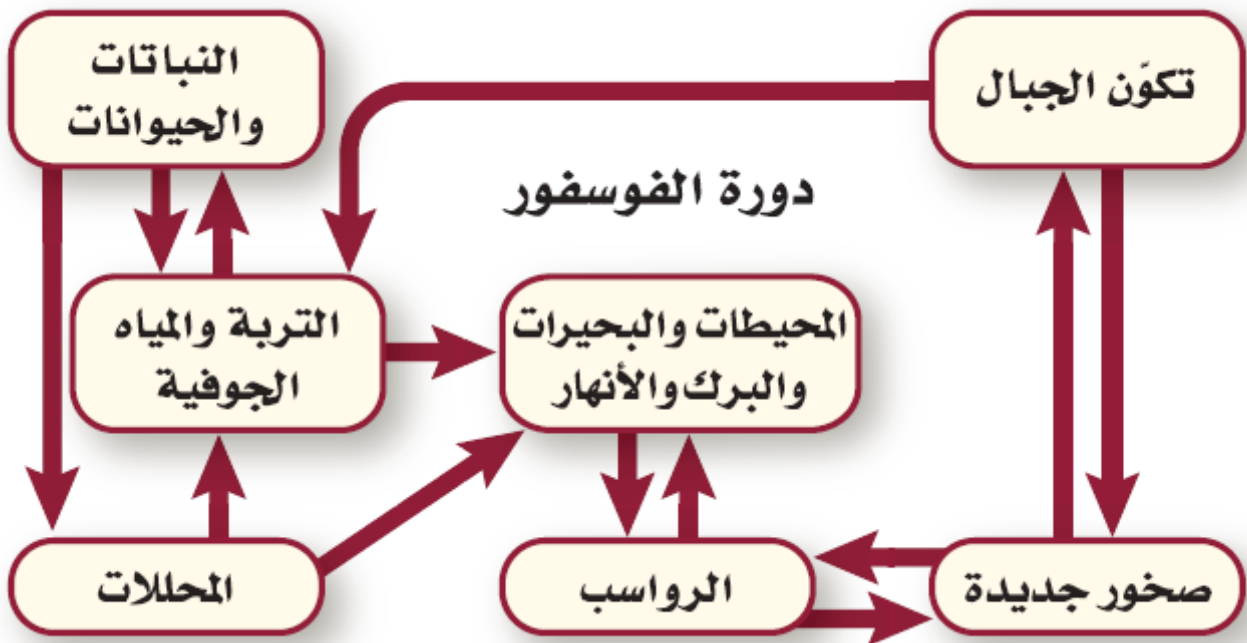 تكوّن الجبال
النباتات
والحيوانات
دورة الفوسفور
المحيطات والبحيرات
والبرك والأنهار
التربة والمياه
الجوفية
صخور جديدة
الرواسب
المحللات